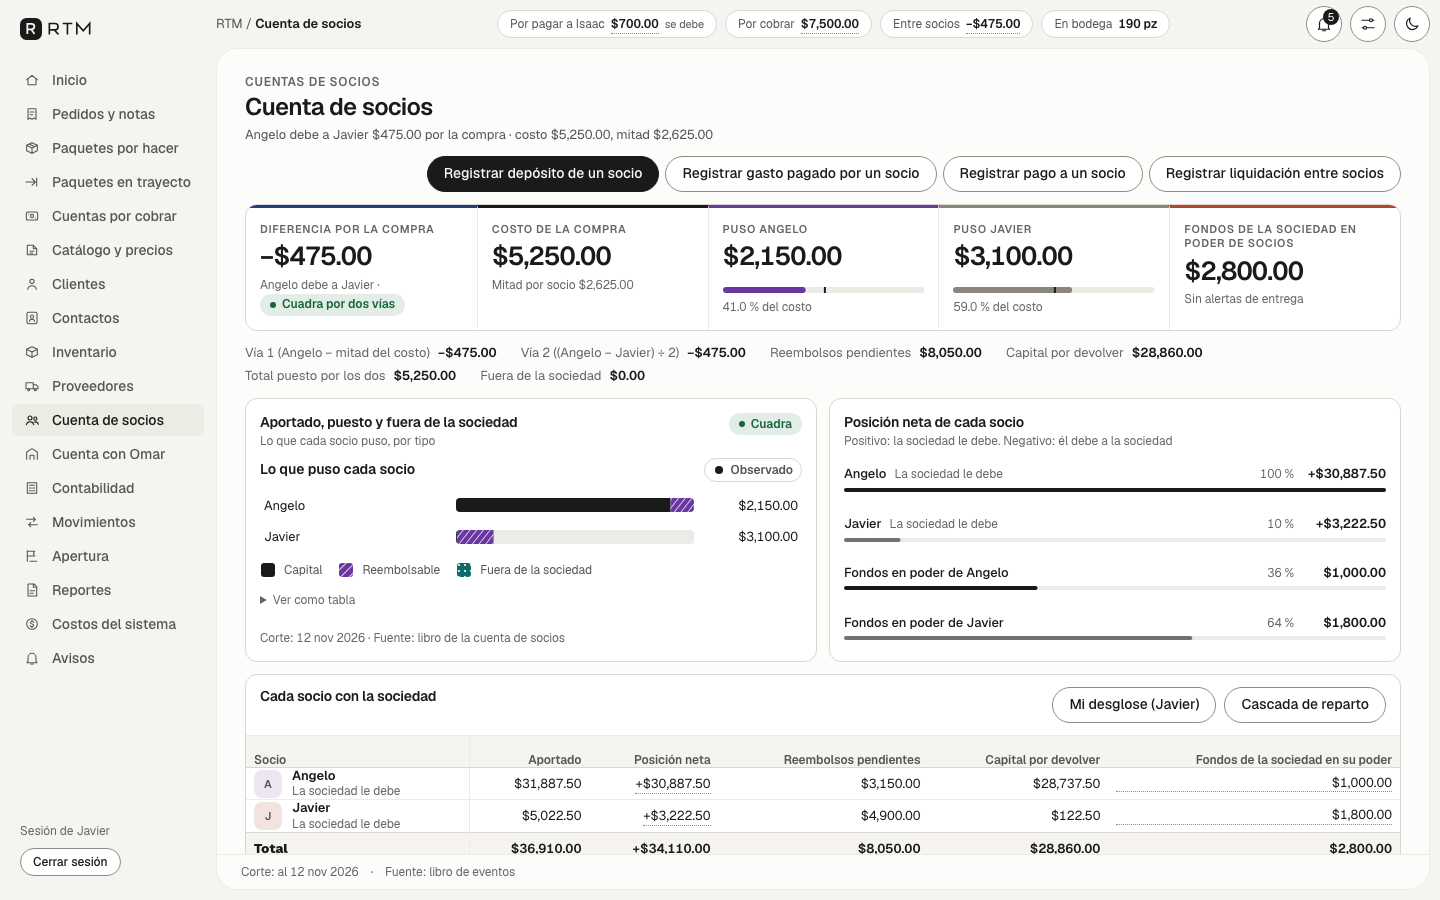 R RTM
RTM / Cuenta de socios
Por pagar a Isaac $700.00 se debe
Por cobrar $7,500.00
Entre socios −$475.00
En bodega 190 pz
5
Inicio
Pedidos y notas
Paquetes por hacer
Paquetes en trayecto
Cuentas por cobrar
Catálogo y precios
Clientes
Contactos
Inventario
Proveedores
Cuenta de socios
Cuenta con Omar
Contabilidad
Movimientos
Apertura
Reportes
Costos del sistema
Avisos
Sesión de Javier
Cerrar sesión
CUENTAS DE SOCIOS
Cuenta de socios
Angelo debe a Javier $475.00 por la compra · costo $5,250.00, mitad $2,625.00
Registrar depósito de un socio
Registrar gasto pagado por un socio
Registrar pago a un socio
Registrar liquidación entre socios
DIFERENCIA POR LA COMPRA
−$475.00
Angelo debe a Javier ·
Cuadra por dos vías
COSTO DE LA COMPRA
$5,250.00
Mitad por socio $2,625.00
PUSO ANGELO
$2,150.00
41.0 % del costo
PUSO JAVIER
$3,100.00
59.0 % del costo
FONDOS DE LA SOCIEDAD EN
PODER DE SOCIOS
$2,800.00
Sin alertas de entrega
Vía 1 (Angelo − mitad del costo) −$475.00 Vía 2 ((Angelo − Javier) ÷ 2) −$475.00 Reembolsos pendientes $8,050.00 Capital por devolver $28,860.00
Total puesto por los dos $5,250.00 Fuera de la sociedad $0.00
Aportado, puesto y fuera de la sociedad
Cuadra
Lo que cada socio puso, por tipo
Lo que puso cada socio
Observado
Angelo $2,150.00
Javier $3,100.00
Capital Reembolsable Fuera de la sociedad
Ver como tabla
Corte: 12 nov 2026 · Fuente: libro de la cuenta de socios
Posición neta de cada socio
Positivo: la sociedad le debe. Negativo: él debe a la sociedad
Angelo La sociedad le debe 100 % +$30,887.50
Javier La sociedad le debe 10 % +$3,222.50
Fondos en poder de Angelo 36 % $1,000.00
Fondos en poder de Javier 64 % $1,800.00
Cada socio con la sociedad
Mi desglose (Javier)
Cascada de reparto
Socio Aportado Posición neta Reembolsos pendientes Capital por devolver Fondos de la sociedad en su poder
A Angelo
La sociedad le debe
$31,887.50 +$30,887.50 $3,150.00 $28,737.50 $1,000.00
J Javier
La sociedad le debe
$5,022.50 +$3,222.50 $4,900.00 $122.50 $1,800.00
Total $36,910.00 +$34,110.00 $8,050.00 $28,860.00 $2,800.00
Corte: al 12 nov 2026 · Fuente: libro de eventos